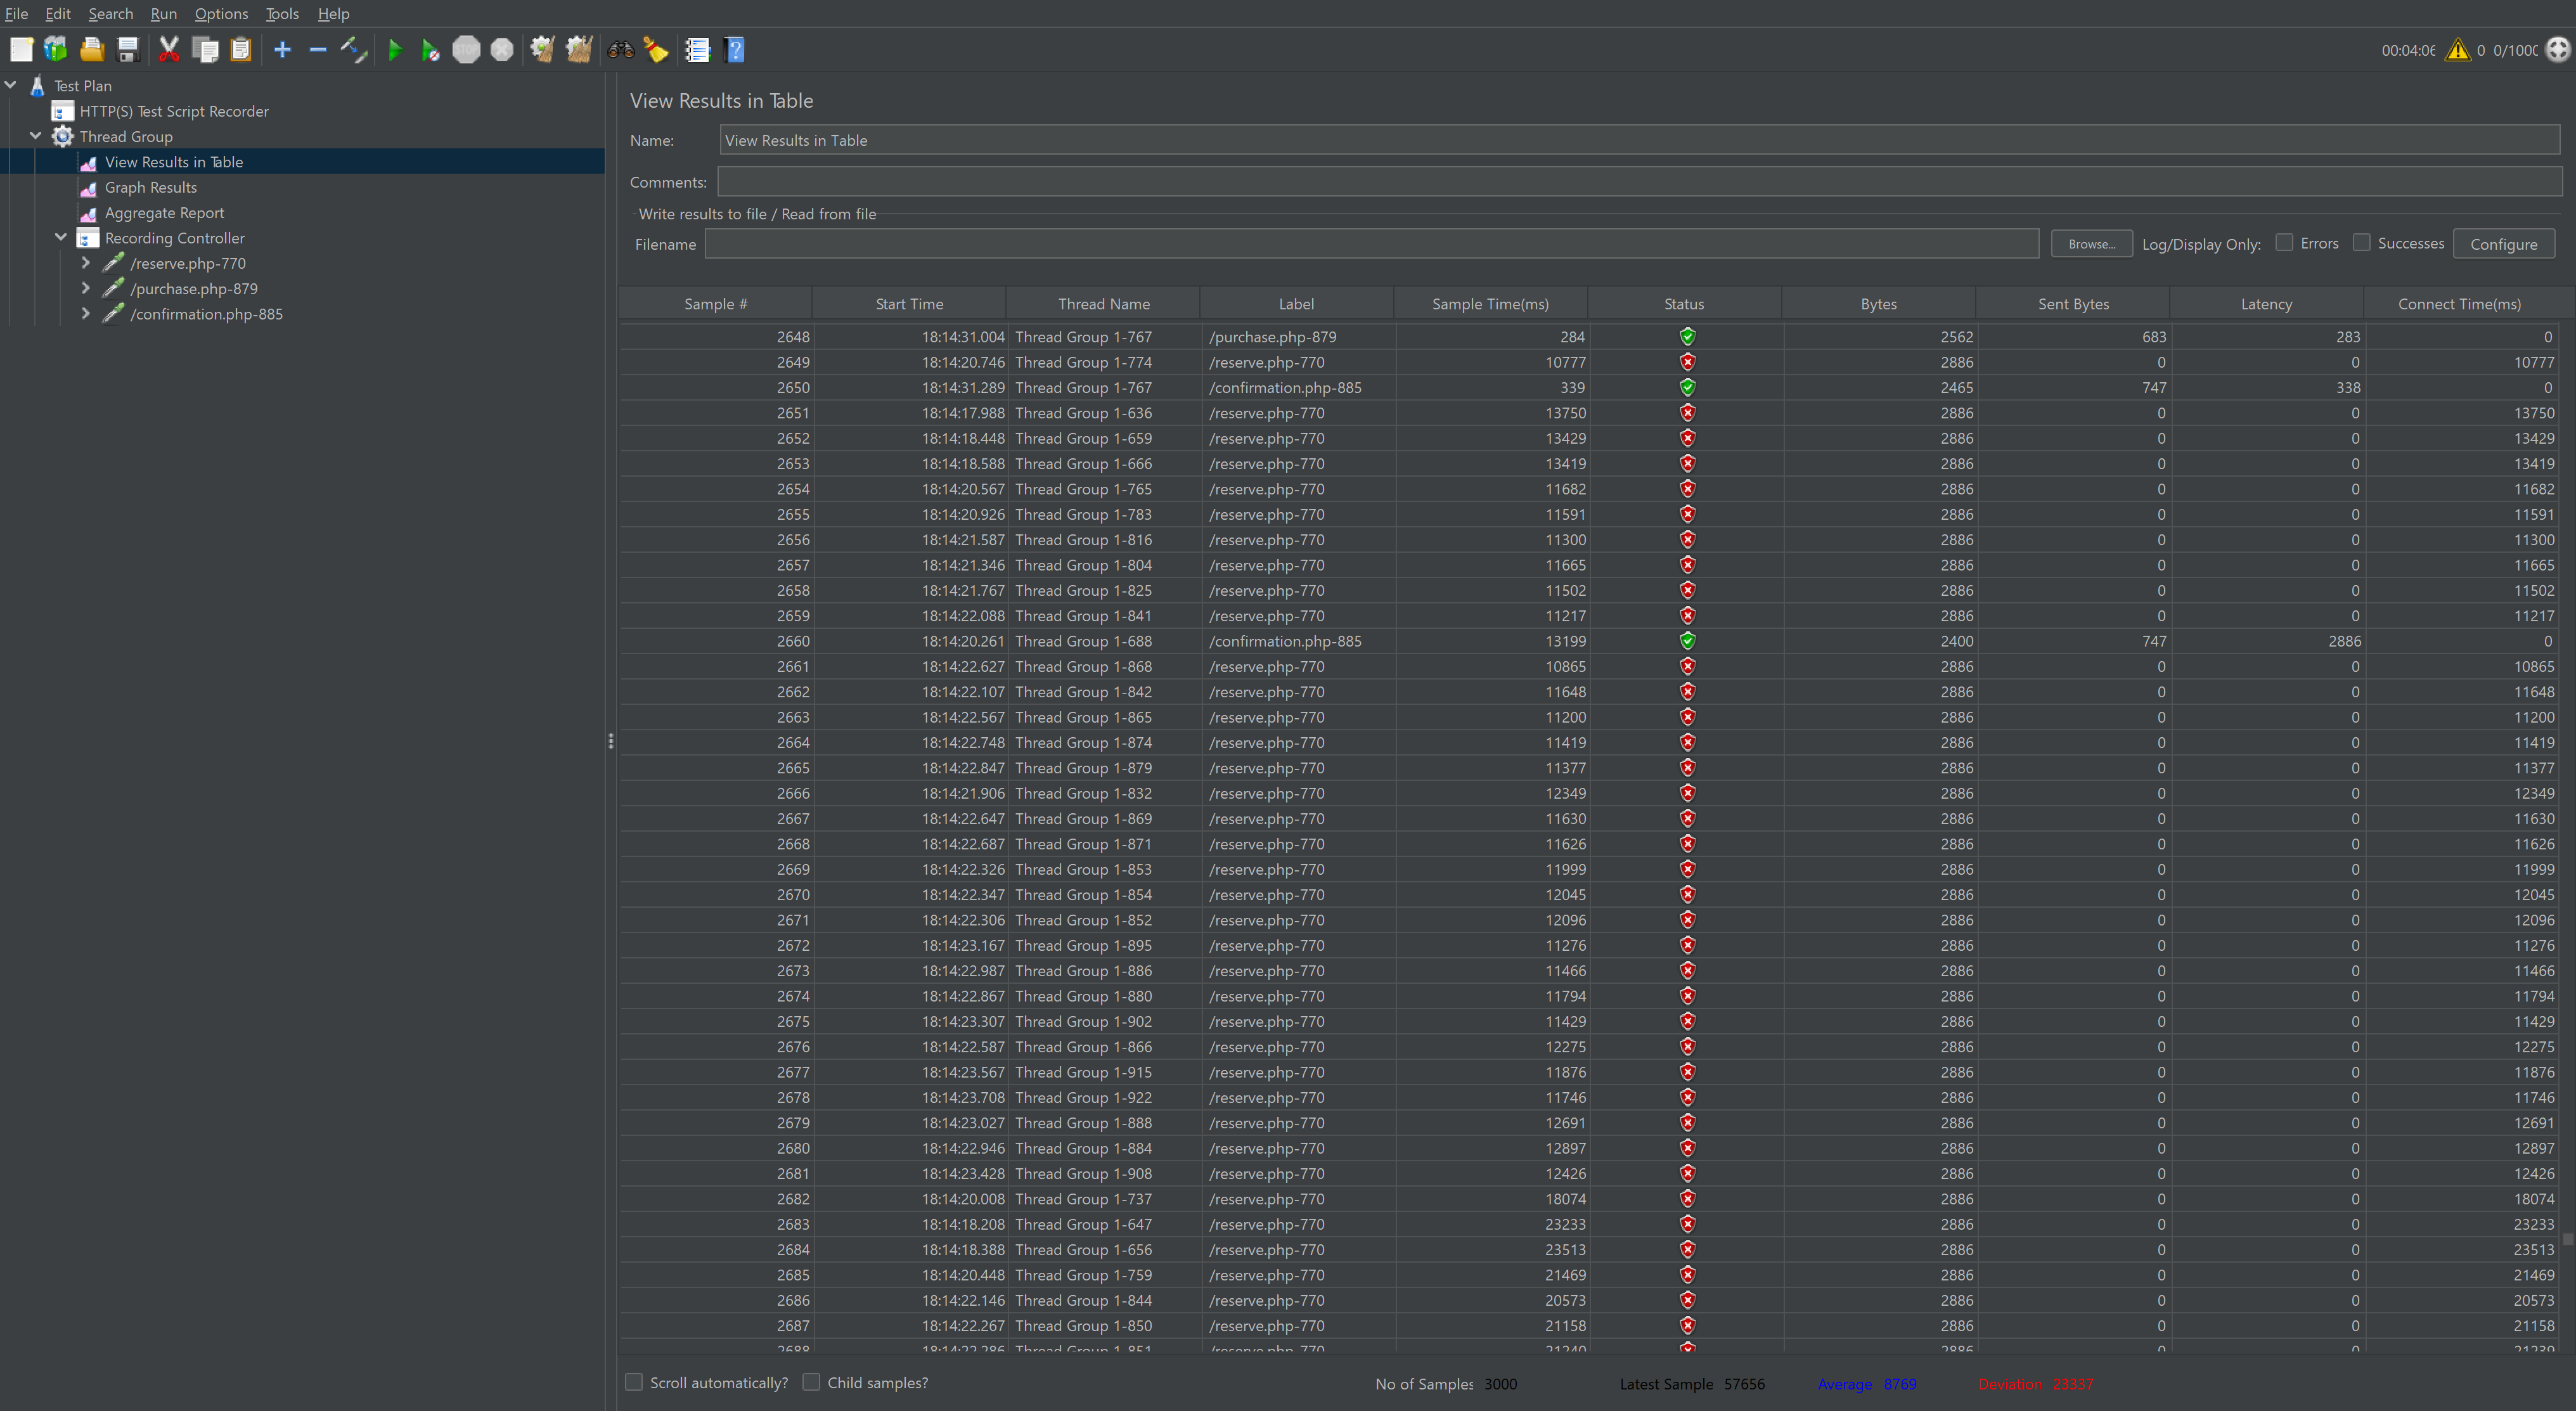 File Edit Search Run Options Tools Help
00:04:06 0 0/1000
Test Plan
HTTP(S) Test Script Recorder
Thread Group
View Results in Table
Graph Results
Aggregate Report
Recording Controller
/reserve.php-770
/purchase.php-879
/confirmation.php-885
View Results in Table
Name: View Results in Table
Comments:
Write results to file / Read from file
Filename Browse... Log/Display Only: Errors Successes Configure
Sample # Start Time Thread Name Label Sample Time(ms) Status Bytes Sent Bytes Latency Connect Time(ms)
2648 18:14:31.004 Thread Group 1-767 /purchase.php-879 284 2562 683 283 0
2649 18:14:20.746 Thread Group 1-774 /reserve.php-770 10777 2886 0 0 10777
2650 18:14:31.289 Thread Group 1-767 /confirmation.php-885 339 2465 747 338 0
2651 18:14:17.988 Thread Group 1-636 /reserve.php-770 13750 2886 0 0 13750
2652 18:14:18.448 Thread Group 1-659 /reserve.php-770 13429 2886 0 0 13429
2653 18:14:18.588 Thread Group 1-666 /reserve.php-770 13419 2886 0 0 13419
2654 18:14:20.567 Thread Group 1-765 /reserve.php-770 11682 2886 0 0 11682
2655 18:14:20.926 Thread Group 1-783 /reserve.php-770 11591 2886 0 0 11591
2656 18:14:21.587 Thread Group 1-816 /reserve.php-770 11300 2886 0 0 11300
2657 18:14:21.346 Thread Group 1-804 /reserve.php-770 11665 2886 0 0 11665
2658 18:14:21.767 Thread Group 1-825 /reserve.php-770 11502 2886 0 0 11502
2659 18:14:22.088 Thread Group 1-841 /reserve.php-770 11217 2886 0 0 11217
2660 18:14:20.261 Thread Group 1-688 /confirmation.php-885 13199 2400 747 2886 0
2661 18:14:22.627 Thread Group 1-868 /reserve.php-770 10865 2886 0 0 10865
2662 18:14:22.107 Thread Group 1-842 /reserve.php-770 11648 2886 0 0 11648
2663 18:14:22.567 Thread Group 1-865 /reserve.php-770 11200 2886 0 0 11200
2664 18:14:22.748 Thread Group 1-874 /reserve.php-770 11419 2886 0 0 11419
2665 18:14:22.847 Thread Group 1-879 /reserve.php-770 11377 2886 0 0 11377
2666 18:14:21.906 Thread Group 1-832 /reserve.php-770 12349 2886 0 0 12349
2667 18:14:22.647 Thread Group 1-869 /reserve.php-770 11630 2886 0 0 11630
2668 18:14:22.687 Thread Group 1-871 /reserve.php-770 11626 2886 0 0 11626
2669 18:14:22.326 Thread Group 1-853 /reserve.php-770 11999 2886 0 0 11999
2670 18:14:22.347 Thread Group 1-854 /reserve.php-770 12045 2886 0 0 12045
2671 18:14:22.306 Thread Group 1-852 /reserve.php-770 12096 2886 0 0 12096
2672 18:14:23.167 Thread Group 1-895 /reserve.php-770 11276 2886 0 0 11276
2673 18:14:22.987 Thread Group 1-886 /reserve.php-770 11466 2886 0 0 11466
2674 18:14:22.867 Thread Group 1-880 /reserve.php-770 11794 2886 0 0 11794
2675 18:14:23.307 Thread Group 1-902 /reserve.php-770 11429 2886 0 0 11429
2676 18:14:22.587 Thread Group 1-866 /reserve.php-770 12275 2886 0 0 12275
2677 18:14:23.567 Thread Group 1-915 /reserve.php-770 11876 2886 0 0 11876
2678 18:14:23.708 Thread Group 1-922 /reserve.php-770 11746 2886 0 0 11746
2679 18:14:23.027 Thread Group 1-888 /reserve.php-770 12691 2886 0 0 12691
2680 18:14:22.946 Thread Group 1-884 /reserve.php-770 12897 2886 0 0 12897
2681 18:14:23.428 Thread Group 1-908 /reserve.php-770 12426 2886 0 0 12426
2682 18:14:20.008 Thread Group 1-737 /reserve.php-770 18074 2886 0 0 18074
2683 18:14:18.208 Thread Group 1-647 /reserve.php-770 23233 2886 0 0 23233
2684 18:14:18.388 Thread Group 1-656 /reserve.php-770 23513 2886 0 0 23513
2685 18:14:20.448 Thread Group 1-759 /reserve.php-770 21469 2886 0 0 21469
2686 18:14:22.146 Thread Group 1-844 /reserve.php-770 20573 2886 0 0 20573
2687 18:14:22.267 Thread Group 1-850 /reserve.php-770 21158 2886 0 0 21158
2688 18:14:22.286 Thread Group 1-851 /reserve.php-770 21240 2886 0 0 21239
Scroll automatically? Child samples? No of Samples 3000 Latest Sample 57656 Average 8769 Deviation 23337